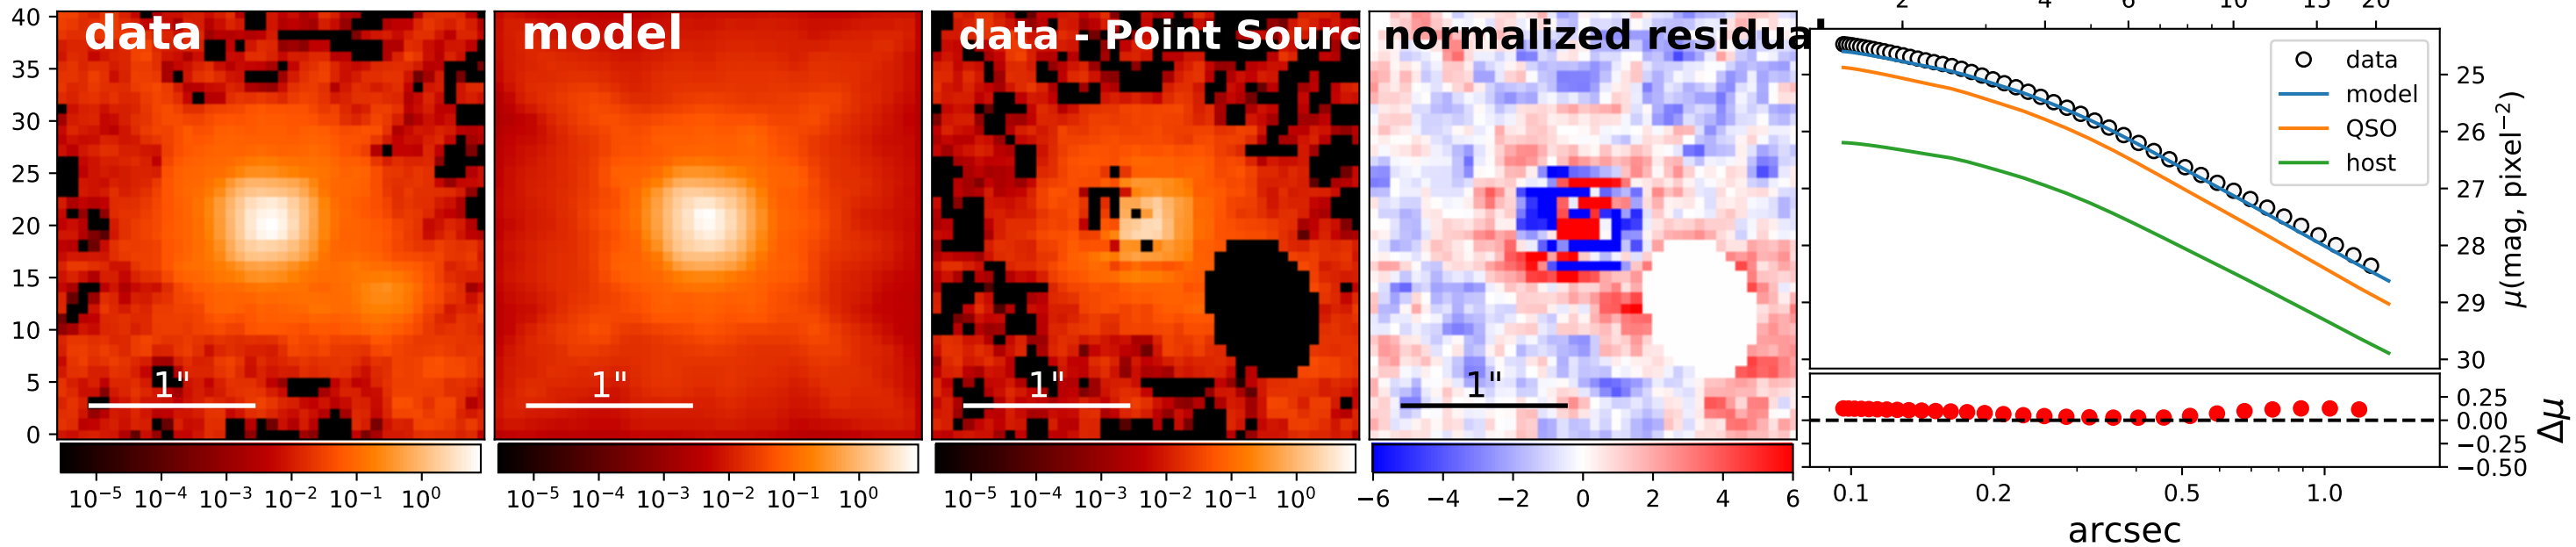 data
model
data - Point Sourc
normalized residual
40
35
30
25
20
15
10
5
0
1"
1"
1"
1"
10⁻⁵ 10⁻⁴ 10⁻³ 10⁻² 10⁻¹ 10⁰
10⁻⁵ 10⁻⁴ 10⁻³ 10⁻² 10⁻¹ 10⁰
10⁻⁵ 10⁻⁴ 10⁻³ 10⁻² 10⁻¹ 10⁰
−6 −4 −2 0 2 4 6
2 4 6 10 15 20
data
model
QSO
host
25
26
27
28
29
30
μ(mag, pixel⁻²)
0.25
0.00
−0.25
−0.50
Δμ
0.1 0.2 0.5 1.0
arcsec